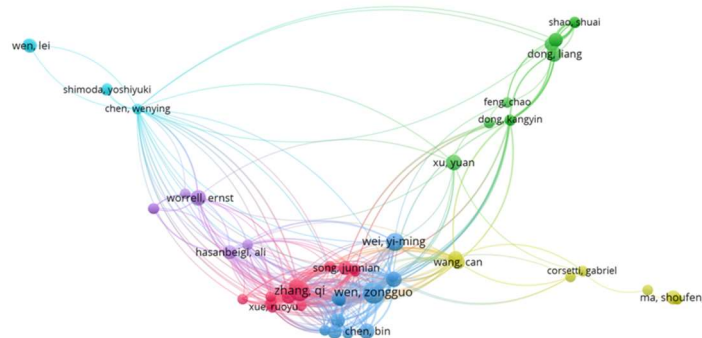 shao, shuai
wen, lei
dong, liang
shimoda, yoshiyuki
feng, chao
chen, wenying
dong, kangyin
xu, yuan
worrell, ernst
wei, yi-ming
hasanbeigi, ali
wang, can
song, junnian
corsetti, gabriel
zhang, qi
wen, zongguo
ma, shoufen
xue, ruoyu
chen, bin